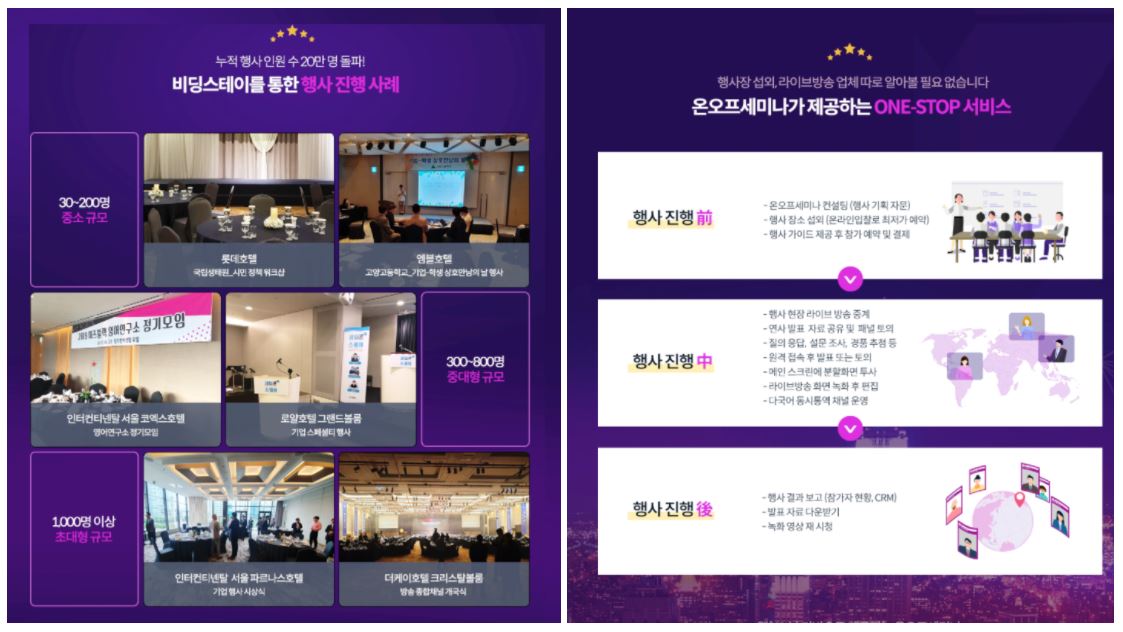 누적 행사 인원 수 20만 명 돌파!
비딩스테이를 통한 행사 진행 사례
30~200명
중소 규모
롯데호텔
국립생태원_시민 정책 워크샵
엠블호텔
고양고등학교_기업-학생 상호만남의 날 행사
영어연구소 정기모임
인터컨티넨탈 서울 코엑스호텔
영어연구소 정기모임
로얄호텔 그랜드볼룸
기업 스페셜티 행사
300~800명
중대형 규모
1,000명 이상
초대형 규모
인터컨티넨탈 서울 파르나스호텔
기업 행사 시상식
더케이호텔 크리스탈볼룸
방송 종합채널 개국식
행사장 섭외, 라이브방송 업체 따로 알아볼 필요 없습니다
온오프세미나가 제공하는 ONE-STOP 서비스
행사 진행 前
- 온오프세미나 컨설팅 (행사 기획 자문)
- 행사 장소 섭외 (온라인입찰로 최저가 예약)
- 행사 가이드 제공 후 참가 예약 및 결제
행사 진행 中
- 행사 현장 라이브 방송 중계
- 연사 발표 자료 공유 및 패널 토의
- 질의 응답, 설문 조사, 경품 추첨 등
- 원격 접속 후 발표 또는 토의
- 메인 스크린에 분할화면 투사
- 라이브방송 화면 녹화 후 편집
- 다국어 동시통역 채널 운영
행사 진행 後
- 행사 결과 보고 (참가자 현황, CRM)
- 발표 자료 다운받기
- 녹화 영상 재 시청